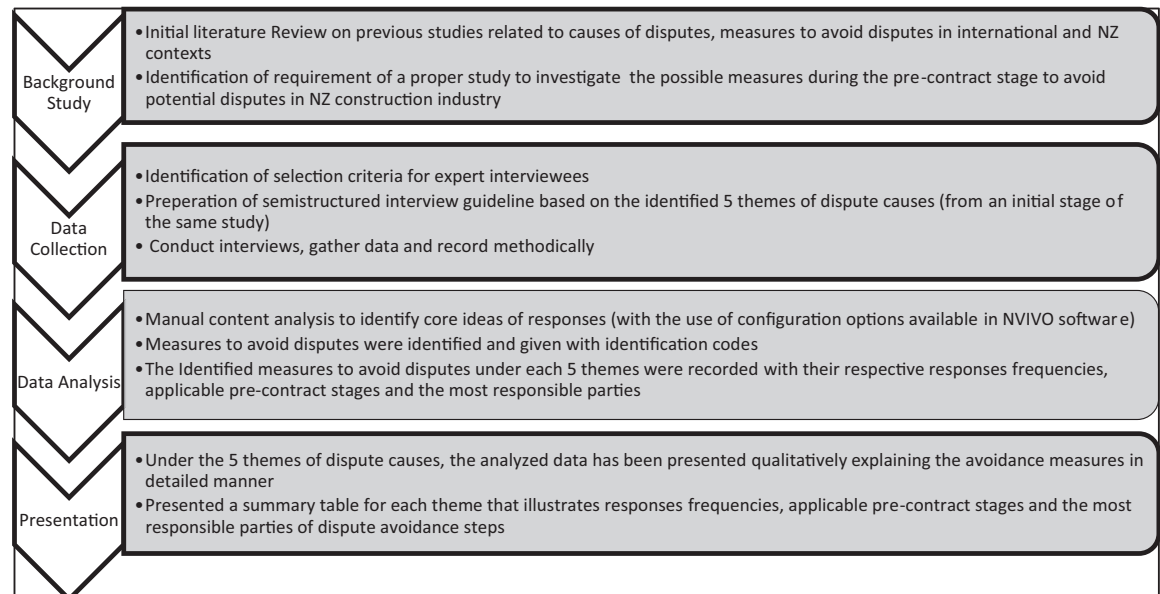 Background
Study
•Initial literature Review on previous studies related to causes of disputes, measures to avoid disputes in international and NZ
contexts
•Identification of requirement of a proper study to investigate the possible measures during the pre-contract stage to avoid
potential disputes in NZ construction industry
Data
Collection
•Identification of selection criteria for expert interviewees
•Preperation of semistructured interview guideline based on the identified 5 themes of dispute causes (from an initial stage of
the same study)
• Conduct interviews, gather data and record methodically
Data Analysis
•Manual content analysis to identify core ideas of responses (with the use of configuration options available in NVIVO software)
•Measures to avoid disputes were identified and given with identification codes
•The Identified measures to avoid disputes under each 5 themes were recorded with their respective responses frequencies,
applicable pre-contract stages and the most responsible parties
Presentation
•Under the 5 themes of dispute causes, the analyzed data has been presented qualitatively explaining the avoidance measures in
detailed manner
•Presented a summary table for each theme that illustrates responses frequencies, applicable pre-contract stages and the most
responsible parties of dispute avoidance steps